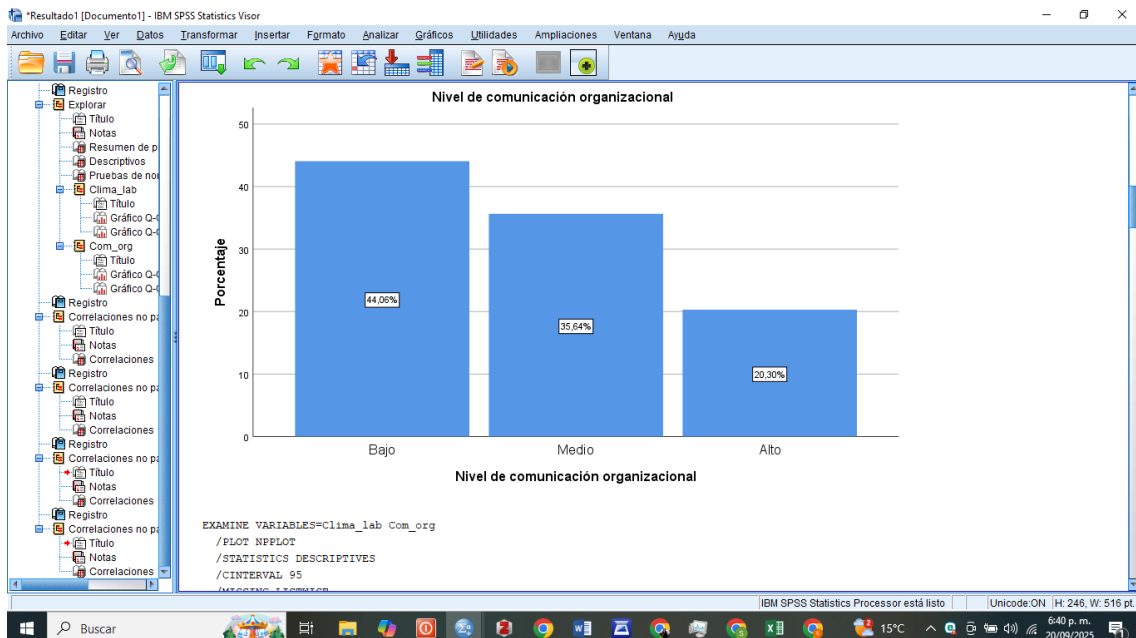 *Resultado1 [Documento1] - IBM SPSS Statistics Visor
Archivo Editar Ver Datos Transformar Insertar Formato Analizar Gráficos Utilidades Ampliaciones Ventana Ayuda
Registro
Explorar
Título
Notas
Resumen de p
Descriptivos
Pruebas de nor
Clima_lab
Título
Gráfico Q-
Gráfico Q-
Com_org
Título
Gráfico Q-
Gráfico Q-
Registro
Correlaciones no pa
Título
Notas
Correlaciones
Registro
Correlaciones no pa
Título
Notas
Correlaciones
Registro
Correlaciones no pa
Título
Notas
Correlaciones
Registro
Correlaciones no pa
Título
Notas
Correlaciones
Nivel de comunicación organizacional
Porcentaje
50
40
30
20
10
0
44,06%
35,64%
20,30%
Bajo Medio Alto
Nivel de comunicación organizacional
EXAMINE VARIABLES=Clima_lab Com_org
/PLOT NPPLOT
/STATISTICS DESCRIPTIVES
/CINTERVAL 95
/MISSING LISTWISE
IBM SPSS Statistics Processor está listo Unicode:ON H: 246, W: 516 pt.
Buscar
15°C
6:40 p. m.
20/09/2025